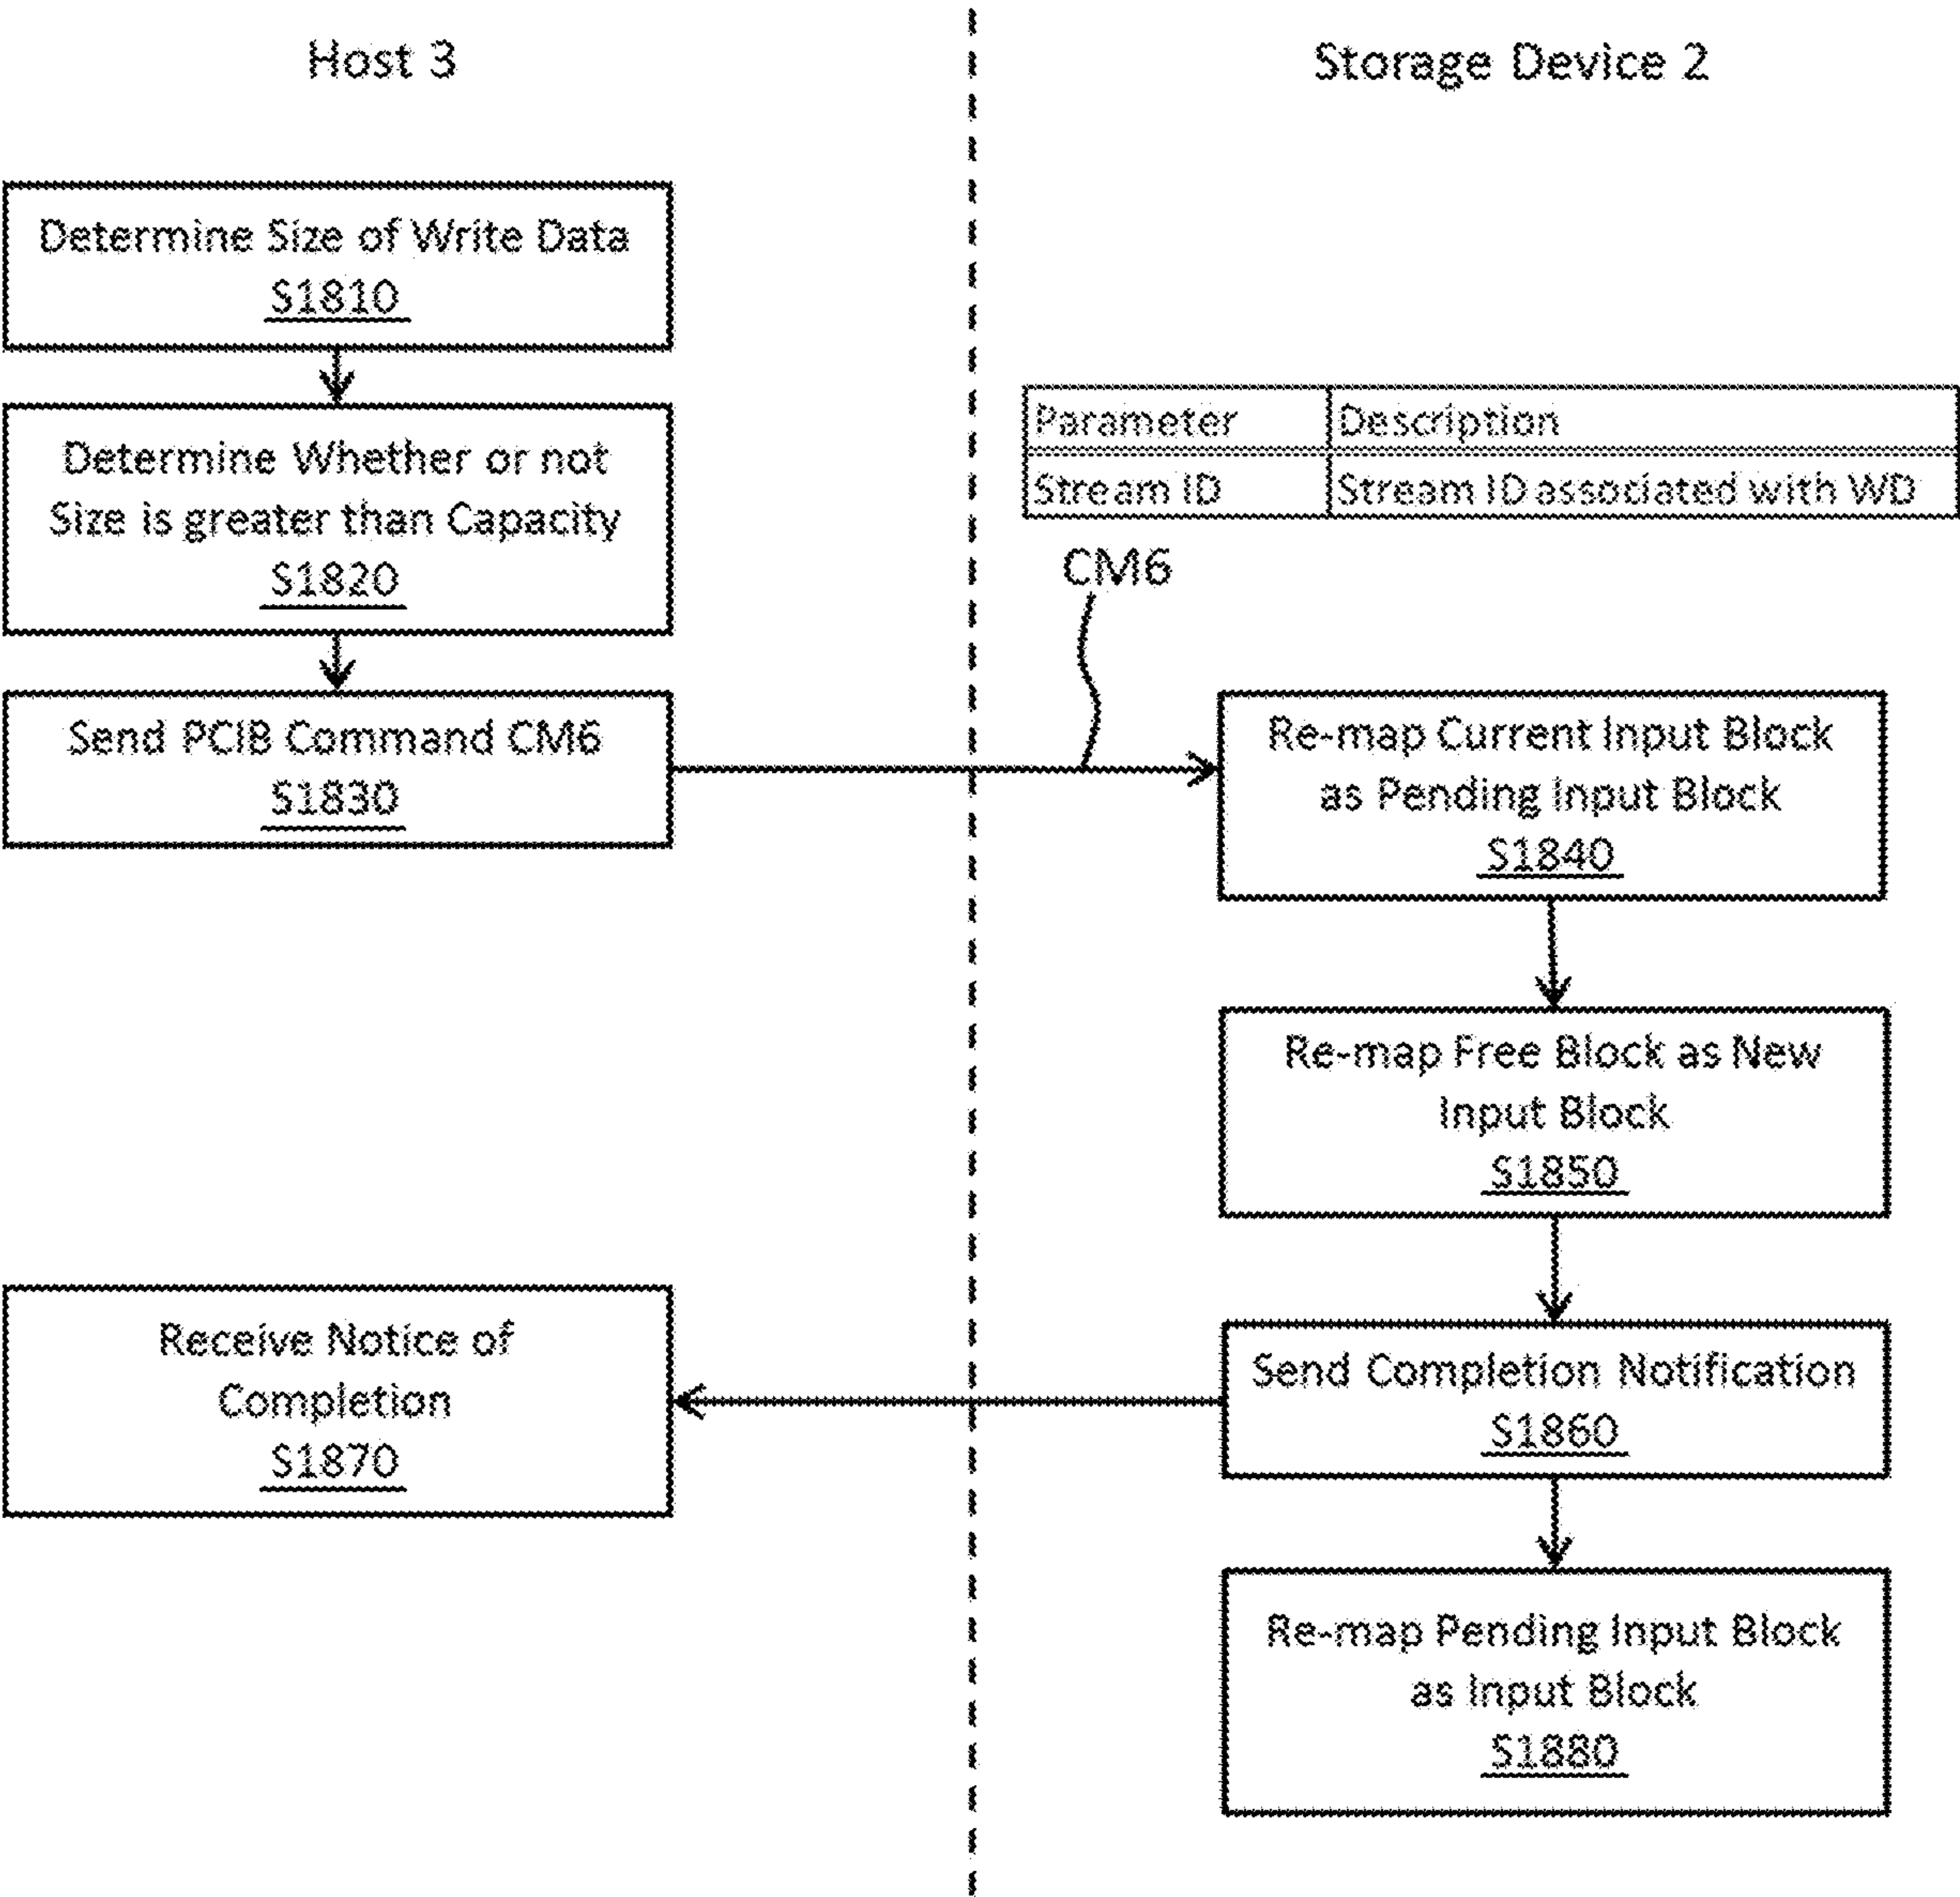 Host 3
Storage Device 2
Determine Size of Write Data
S1810
Determine Whether or not
Size is greater than Capacity
S1820
Send PCIB Command CM6
S1830
Parameter
Description
Stream ID
Stream ID associated with WD
CM6
Re-map Current Input Block
as Pending Input Block
S1840
Re-map Free Block as New
Input Block
S1850
Send Completion Notification
S1860
Receive Notice of
Completion
S1870
Re-map Pending Input Block
as Input Block
S1880